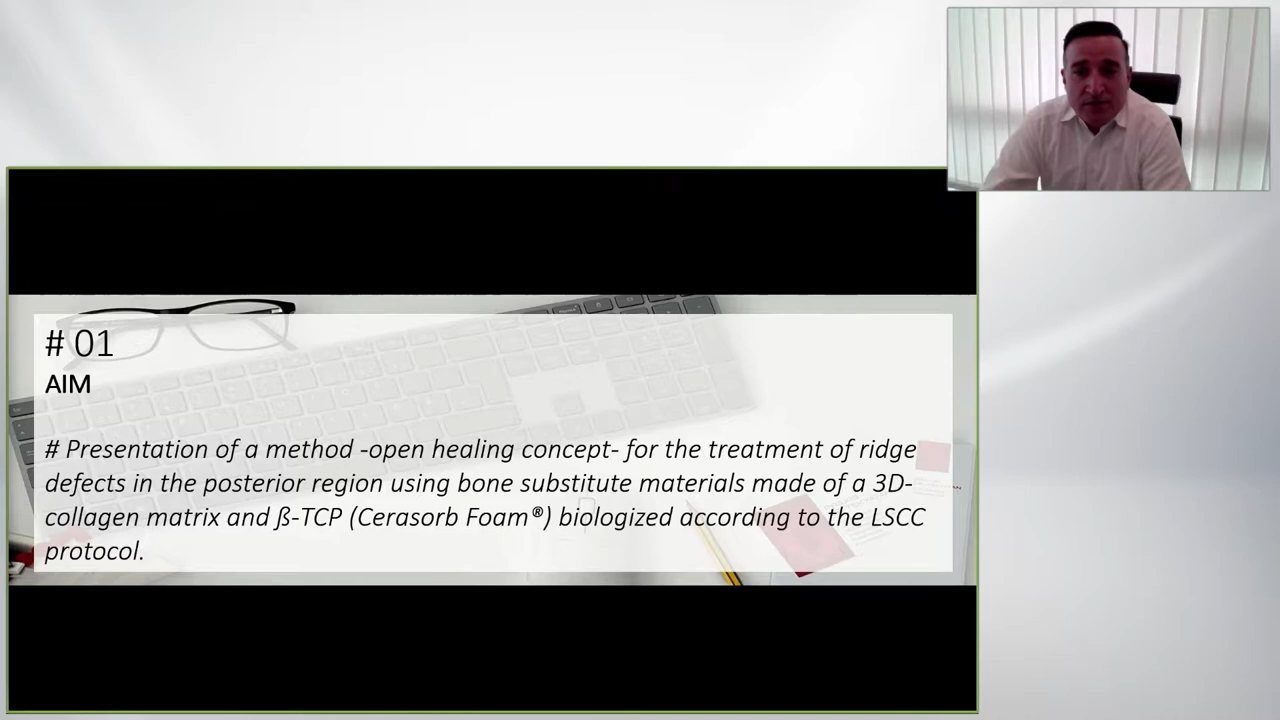 # 01
AIM
# Presentation of a method -open healing concept- for the treatment of ridge
defects in the posterior region using bone substitute materials made of a 3D-
collagen matrix and ß-TCP (Cerasorb Foam®) biologized according to the LSCC
protocol.